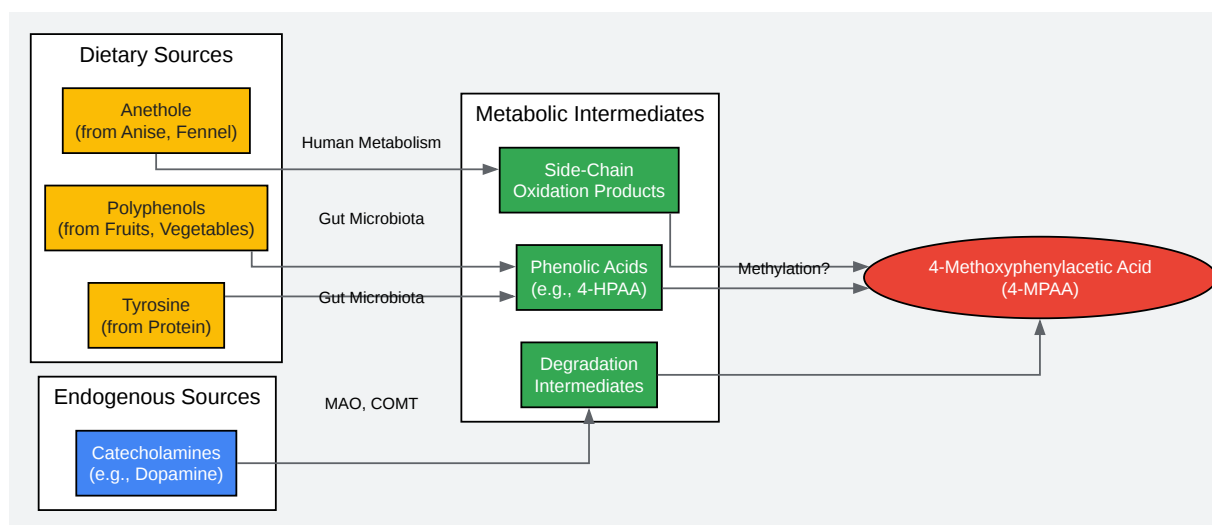 Dietary Sources
Anethole
(from Anise, Fennel)
Polyphenols
(from Fruits, Vegetables)
Tyrosine
(from Protein)
Endogenous Sources
Catecholamines
(e.g., Dopamine)
Human Metabolism
Gut Microbiota
Gut Microbiota
MAO, COMT
Metabolic Intermediates
Side-Chain
Oxidation Products
Phenolic Acids
(e.g., 4-HPAA)
Degradation
Intermediates
Methylation?
4-Methoxyphenylacetic Acid
(4-MPAA)